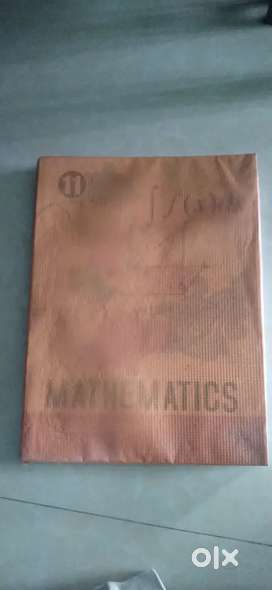 11
∫f(x)d
MATHEMATICS
olx